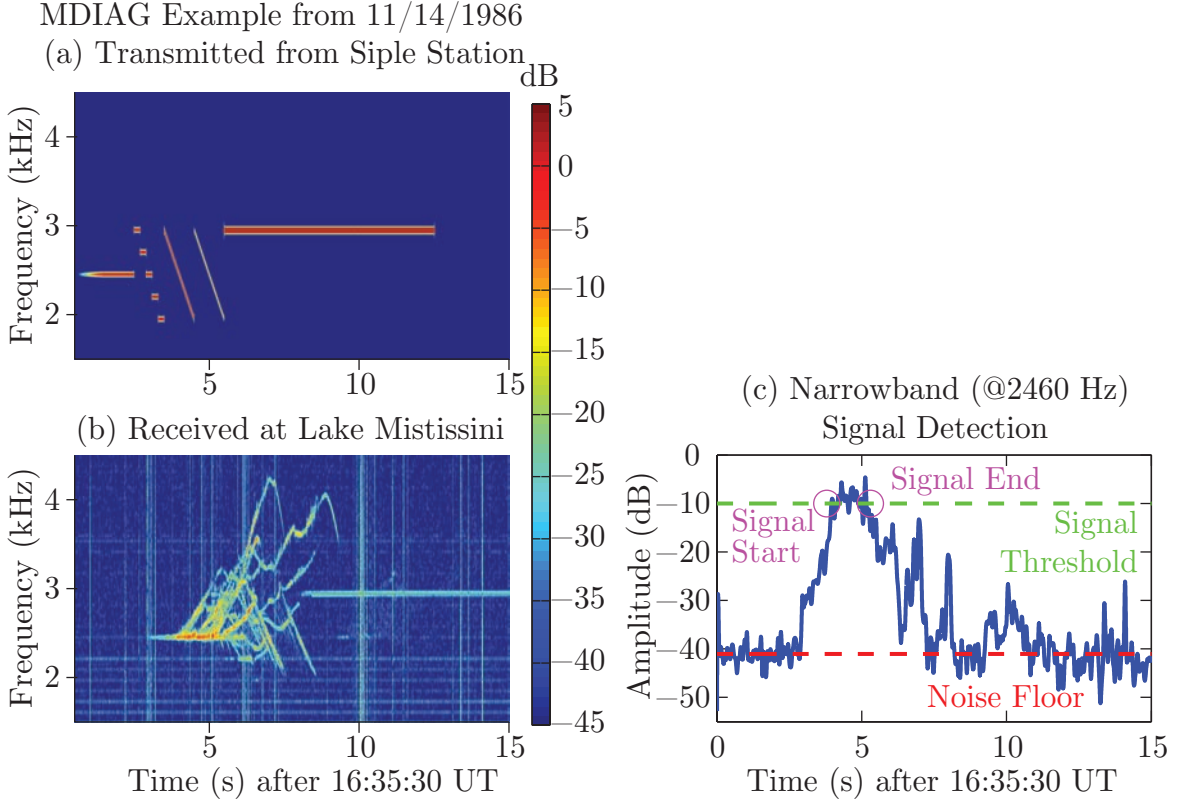 MDIAG Example from 11/14/1986
(a) Transmitted from Siple Station
dB
Frequency (kHz)
4
3
2
5
10
15
5
0
−5
−10
−15
−20
−25
−30
−35
−40
−45
(b) Received at Lake Mistissini
Frequency (kHz)
4
3
2
5
10
15
Time (s) after 16:35:30 UT
(c) Narrowband (@2460 Hz)
Signal Detection
Amplitude (dB)
0
−10
−20
−30
−40
−50
Signal End
Signal
Start
Signal
Threshold
Noise Floor
0
5
10
15
Time (s) after 16:35:30 UT